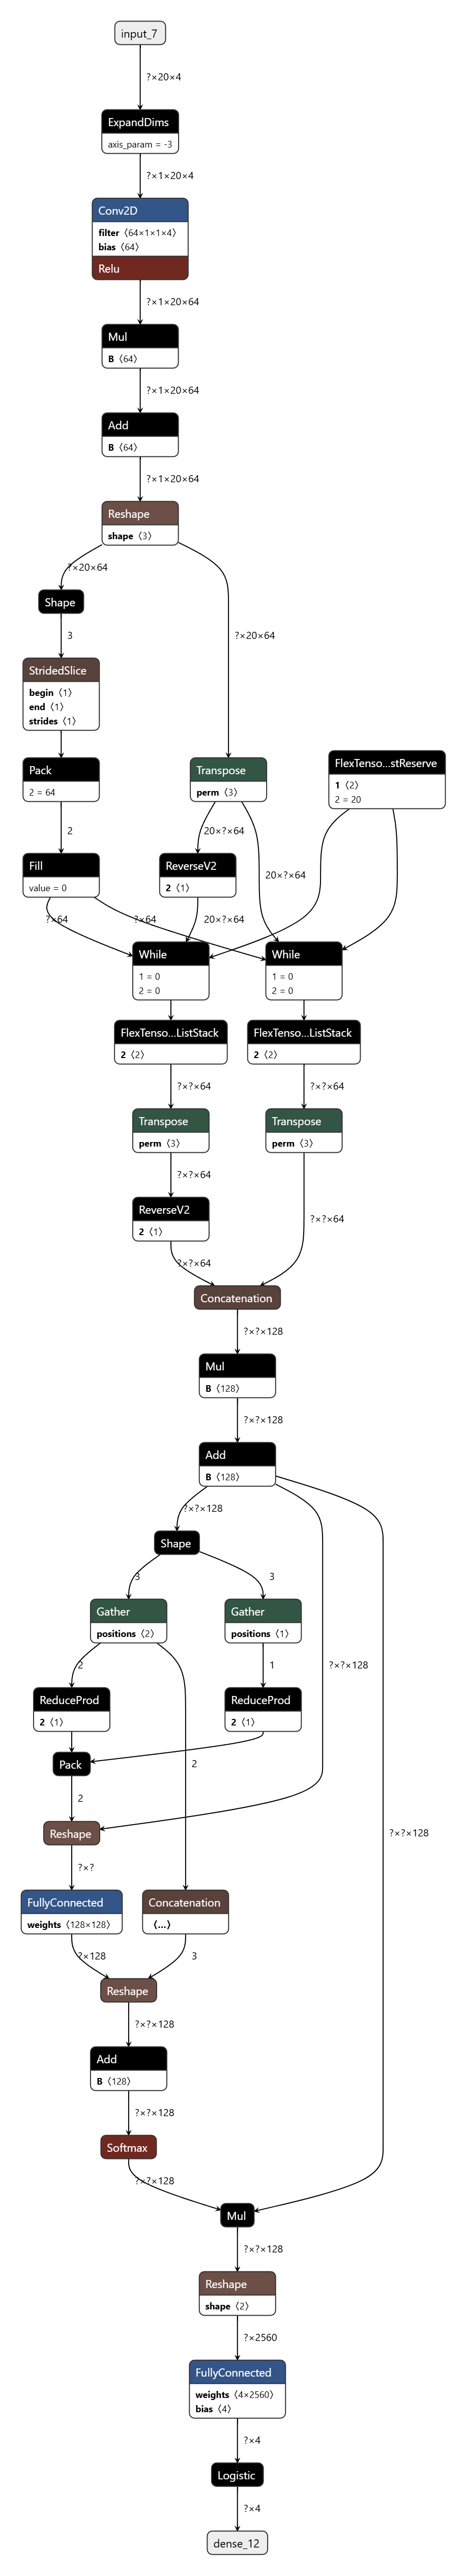 input_7
?×20×4
ExpandDims
axis_param = -3
?×1×20×4
Conv2D
filter ⟨64×1×1×4⟩
bias ⟨64⟩
Relu
?×1×20×64
Mul
B ⟨64⟩
?×1×20×64
Add
B ⟨64⟩
?×1×20×64
Reshape
shape ⟨3⟩
?×20×64
Shape
3
?×20×64
StridedSlice
begin ⟨1⟩
end ⟨1⟩
strides ⟨1⟩
Pack
2 = 64
Transpose
perm ⟨3⟩
FlexTenso...stReserve
1 ⟨2⟩
2 = 20
2
20×?×64
Fill
value = 0
ReverseV2
2 ⟨1⟩
20×?×64
?×64
?×64
20×?×64
While
1 = 0
2 = 0
While
1 = 0
2 = 0
FlexTenso...ListStack
2 ⟨2⟩
FlexTenso...ListStack
2 ⟨2⟩
?×?×64
?×?×64
Transpose
perm ⟨3⟩
Transpose
perm ⟨3⟩
?×?×64
ReverseV2
2 ⟨1⟩
?×?×64
?×?×64
Concatenation
?×?×128
Mul
B ⟨128⟩
?×?×128
Add
B ⟨128⟩
?×?×128
Shape
3
3
Gather
positions ⟨2⟩
Gather
positions ⟨1⟩
2
1
?×?×128
ReduceProd
2 ⟨1⟩
ReduceProd
2 ⟨1⟩
Pack
2
2
Reshape
?×?×128
?×?
FullyConnected
weights ⟨128×128⟩
Concatenation
⟨...⟩
?×128
3
Reshape
?×?×128
Add
B ⟨128⟩
?×?×128
Softmax
?×?×128
Mul
?×?×128
Reshape
shape ⟨2⟩
?×2560
FullyConnected
weights ⟨4×2560⟩
bias ⟨4⟩
?×4
Logistic
?×4
dense_12